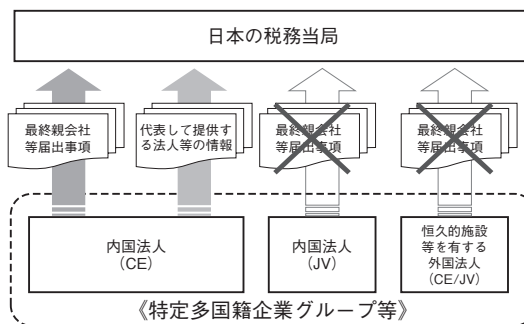 日本の税務当局
最終親会社
等届出事項
代表して提供す
る法人等の情報
最終親会社
等届出事項
最終親会社
等届出事項
内国法人
（CE）
内国法人
（JV）
恒久的施設
等を有する
外国法人
（CE/JV）
《特定多国籍企業グループ等》